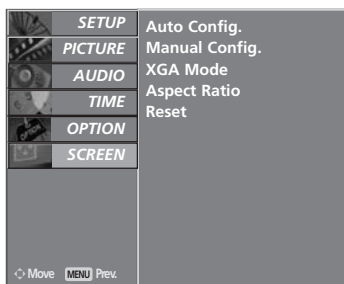 SETUP
PICTURE
AUDIO
TIME
OPTION
SCREEN
Auto Config.
Manual Config.
XGA Mode
Aspect Ratio
Reset
Move MENU Prev.